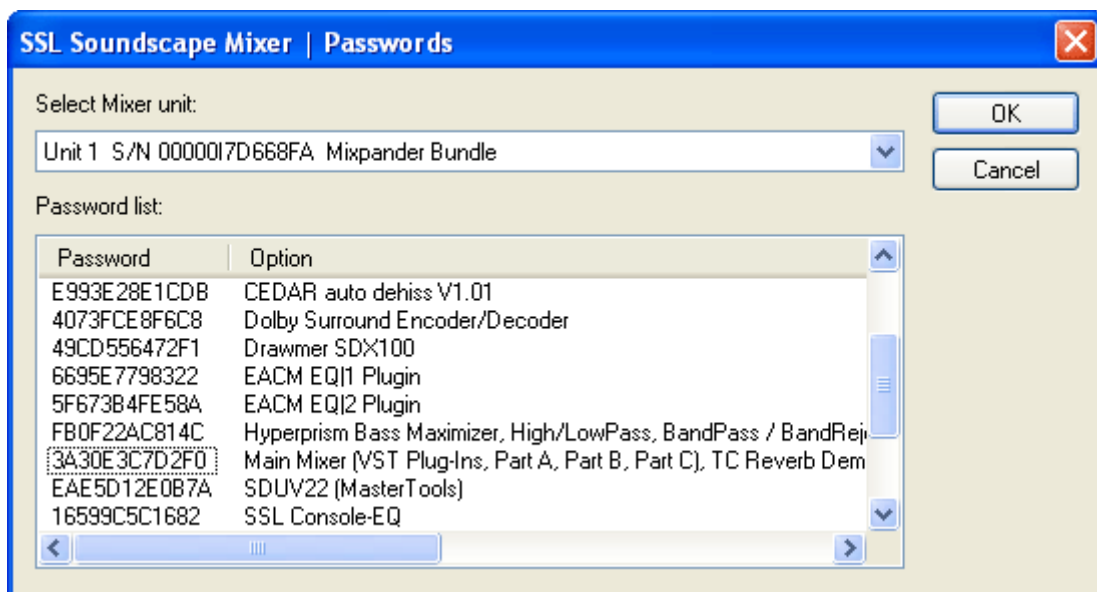 SSL Soundscape Mixer | Passwords
Select Mixer unit:
OK
Unit 1 S/N 00000I7D668FA Mixpander Bundle
Cancel
Password list:
Password Option
E993E28E1CDB CEDAR auto dehiss V1.01
4073FCE8F6C8 Dolby Surround Encoder/Decoder
49CD556472F1 Drawmer SDX100
6695E7798322 EACM EQ|1 Plugin
5F673B4FE58A EACM EQ|2 Plugin
FB0F22AC814C Hyperprism Bass Maximizer, High/LowPass, BandPass / BandReje
3A30E3C7D2F0 Main Mixer (VST Plug-Ins, Part A, Part B, Part C), TC Reverb Dem
EAE5D12E0B7A SDUV22 (MasterTools)
16599C5C1682 SSL Console-EQ